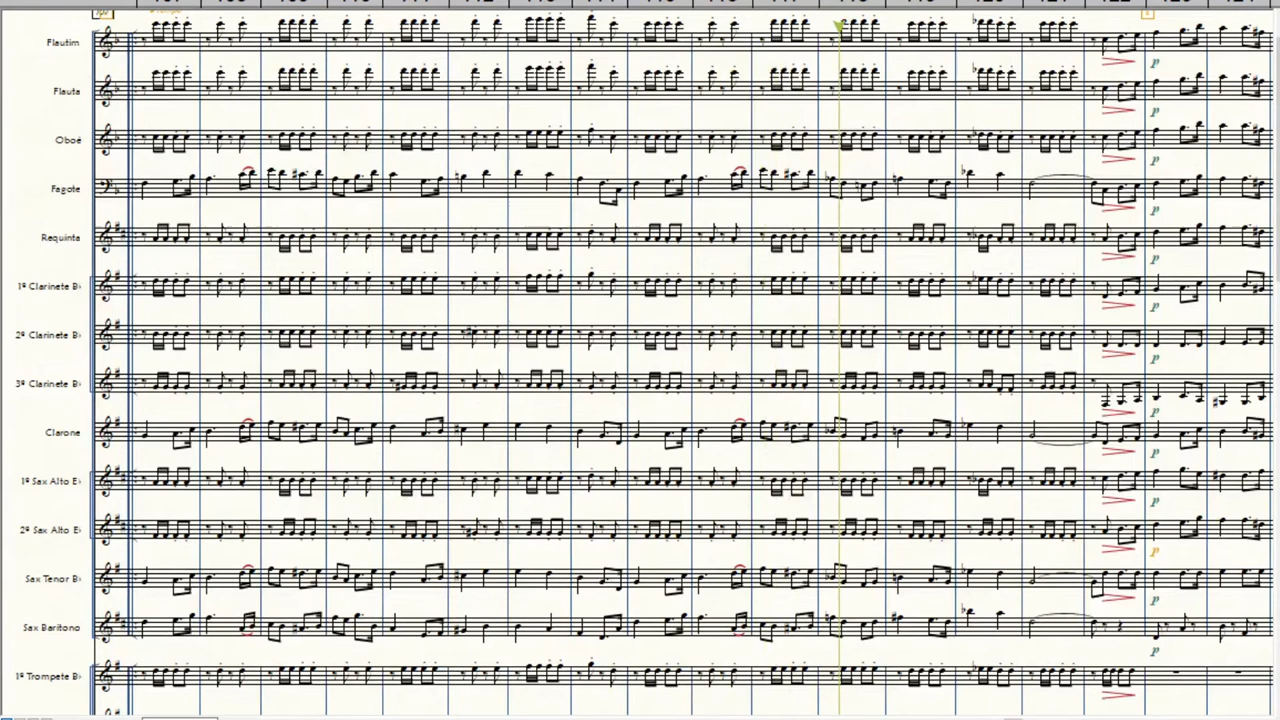 Flautim
Flauta
Oboé
Fagote
Requinta
1º Clarinete B♭
2º Clarinete B♭
3º Clarinete B♭
Clarone
1º Sax Alto E♭
2º Sax Alto E♭
Sax Tenor B♭
Sax Barítono
1º Trompete B♭
p
p
p
p
p
p
p
p
p
p
p
p
p